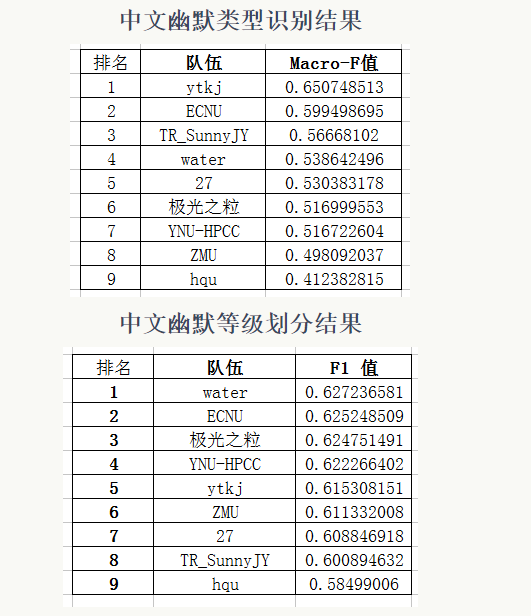 中文幽默类型识别结果
排名 队伍 Macro-F值
1 ytkj 0.650748513
2 ECNU 0.599498695
3 TR_SunnyJY 0.56668102
4 water 0.538642496
5 27 0.530383178
6 极光之粒 0.516999553
7 YNU-HPCC 0.516722604
8 ZMU 0.498092037
9 hqu 0.412382815
中文幽默等级划分结果
排名 队伍 F1 值
1 water 0.627236581
2 ECNU 0.625248509
3 极光之粒 0.624751491
4 YNU-HPCC 0.622266402
5 ytkj 0.615308151
6 ZMU 0.611332008
7 27 0.608846918
8 TR_SunnyJY 0.600894632
9 hqu 0.58499006